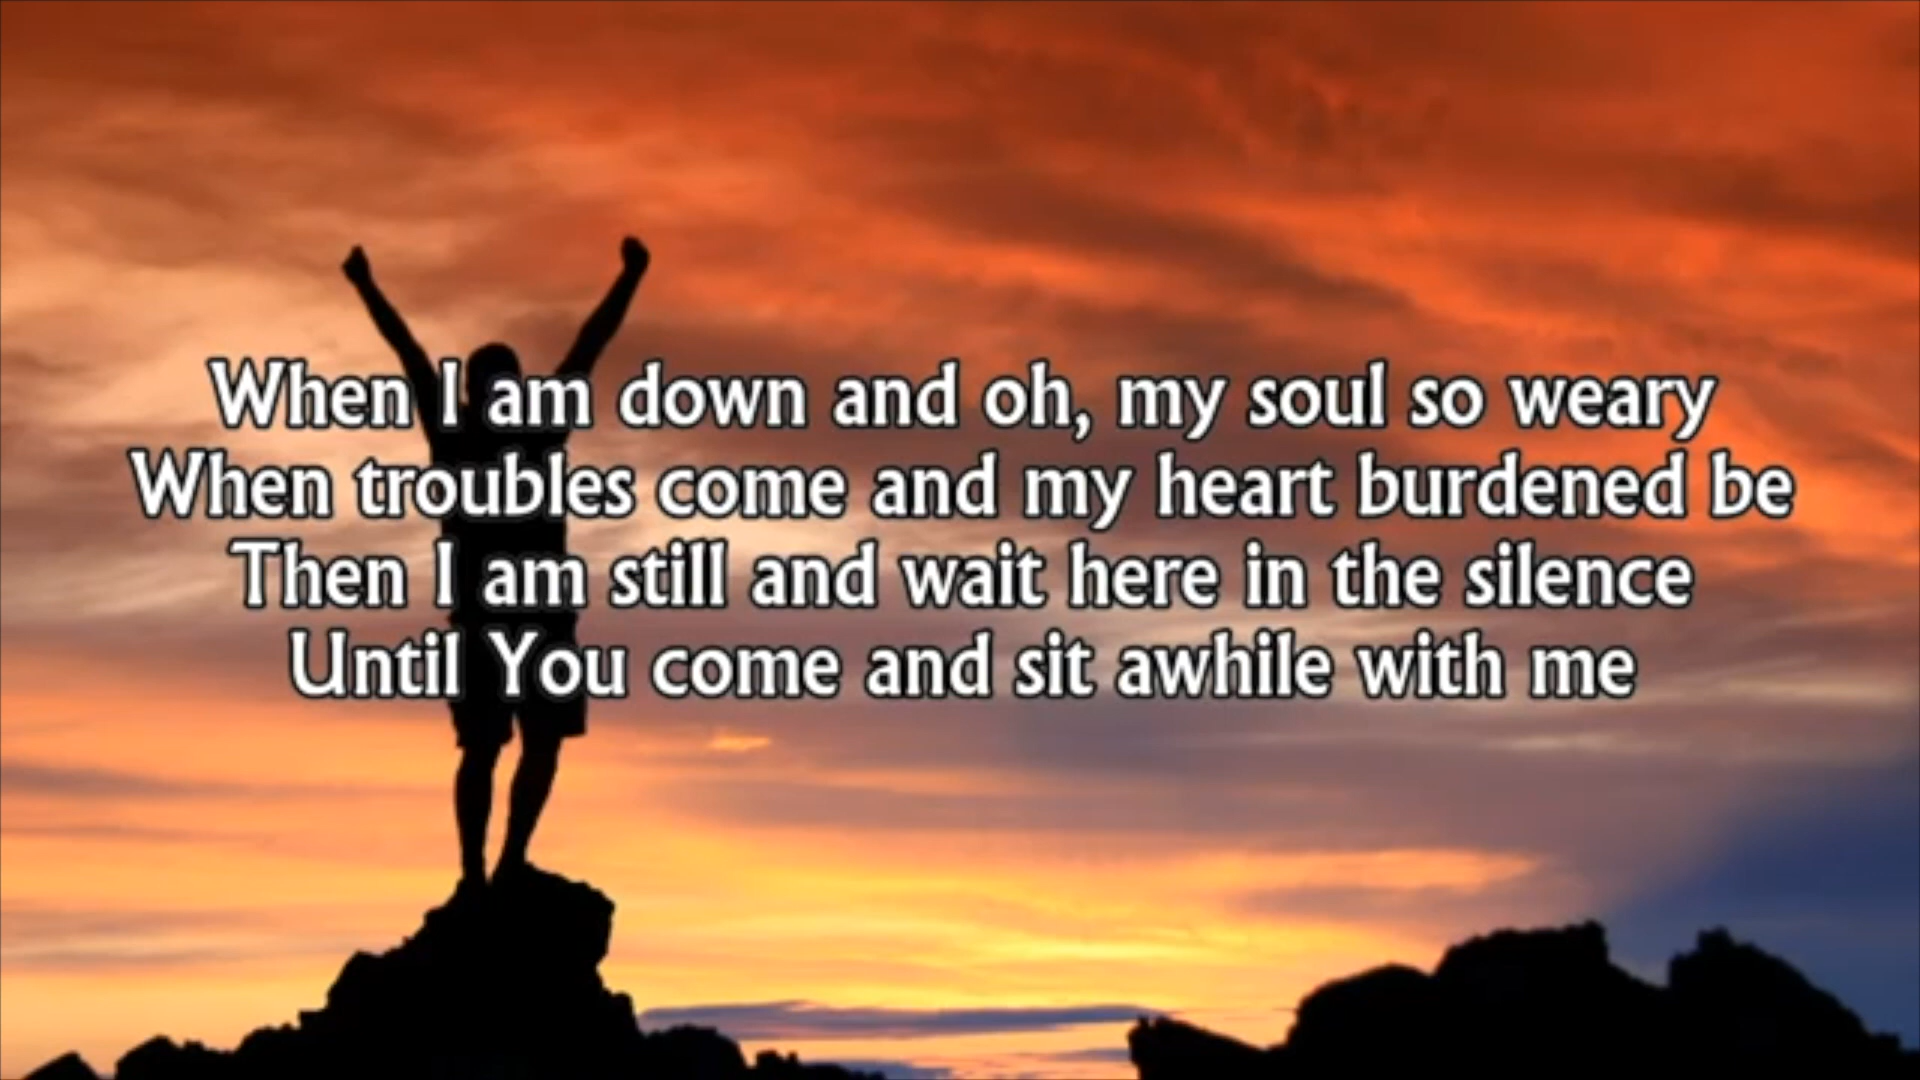 When I am down and oh, my soul so weary
When troubles come and my heart burdened be
Then I am still and wait here in the silence
Until You come and sit awhile with me